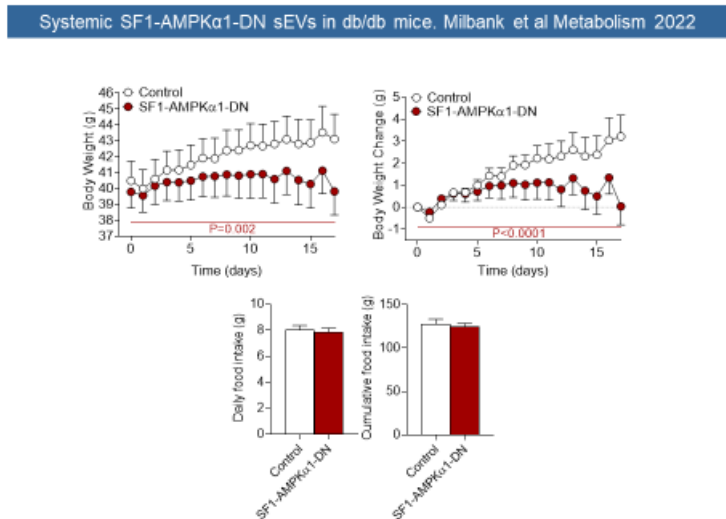 Systemic SF1-AMPKα1-DN sEVs in db/db mice. Milbank et al Metabolism 2022
Body Weight (g)
46
45
44
43
42
41
40
39
38
37
Control
SF1-AMPKα1-DN
P=0.002
0
5
10
15
Time (days)
Body Weight Change (g)
5
4
3
2
1
0
-1
Control
SF1-AMPKα1-DN
P<0.0001
0
5
10
15
Time (days)
Daily food intake (g)
8
6
4
2
0
Control
SF1-AMPKα1-DN
Cumulative food intake (g)
150
100
50
0
Control
SF1-AMPKα1-DN